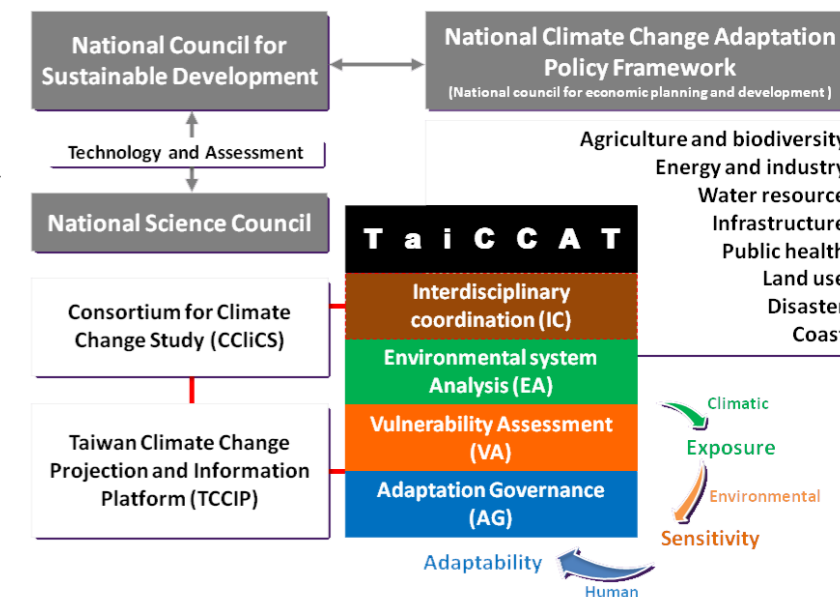 National Council for
Sustainable Development
National Climate Change Adaptation
Policy Framework
(National council for economic planning and development )
Technology and Assessment
National Science Council
Agriculture and biodiversity
Energy and industry
Water resource
Infrastructure
Public health
Land use
Disaster
Coast
TaiCCAT
Interdisciplinary
coordination (IC)
Environmental system
Analysis (EA)
Vulnerability Assessment
(VA)
Adaptation Governance
(AG)
Consortium for Climate
Change Study (CCliCS)
Taiwan Climate Change
Projection and Information
Platform (TCCIP)
Climatic
Exposure
Environmental
Sensitivity
Adaptability
Human